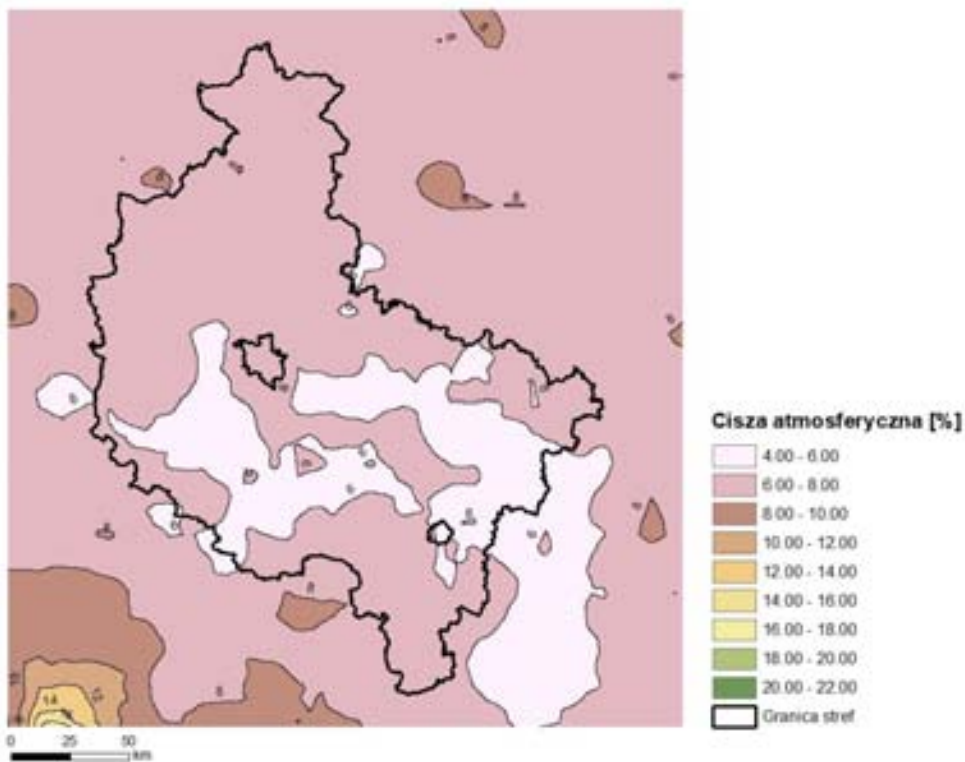 Cisza atmosferyczna [%]
4.00 - 6.00
6.00 - 8.00
8.00 - 10.00
10.00 - 12.00
12.00 - 14.00
14.00 - 16.00
16.00 - 18.00
18.00 - 20.00
20.00 - 22.00
Granica stref
14
0 25 50
km